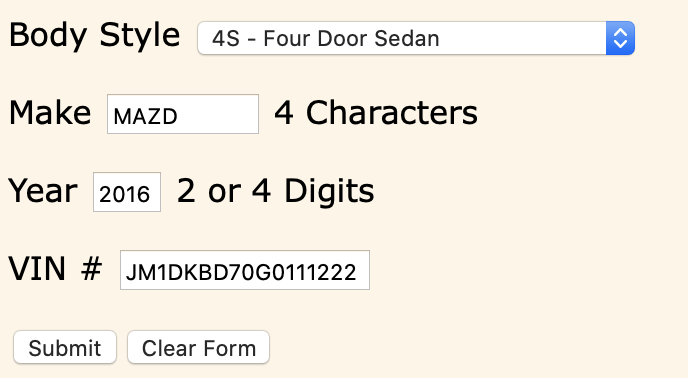 Body Style 4S - Four Door Sedan
Make MAZD 4 Characters
Year 2016 2 or 4 Digits
VIN # JM1DKBD70G0111222
Submit Clear Form